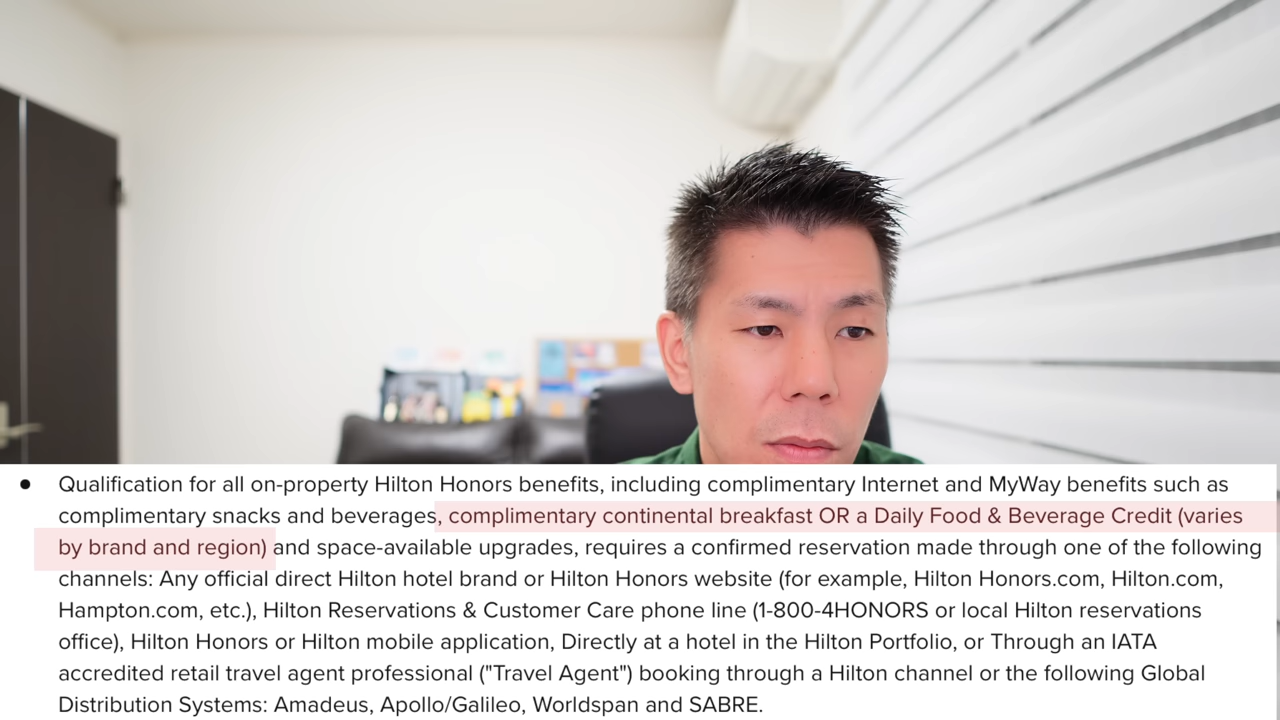 ● Qualification for all on-property Hilton Honors benefits, including complimentary Internet and MyWay benefits such as
complimentary snacks and beverages, complimentary continental breakfast OR a Daily Food & Beverage Credit (varies
by brand and region) and space-available upgrades, requires a confirmed reservation made through one of the following
channels: Any official direct Hilton hotel brand or Hilton Honors website (for example, Hilton Honors.com, Hilton.com,
Hampton.com, etc.), Hilton Reservations & Customer Care phone line (1-800-4HONORS or local Hilton reservations
office), Hilton Honors or Hilton mobile application, Directly at a hotel in the Hilton Portfolio, or Through an IATA
accredited retail travel agent professional ("Travel Agent") booking through a Hilton channel or the following Global
Distribution Systems: Amadeus, Apollo/Galileo, Worldspan and SABRE.